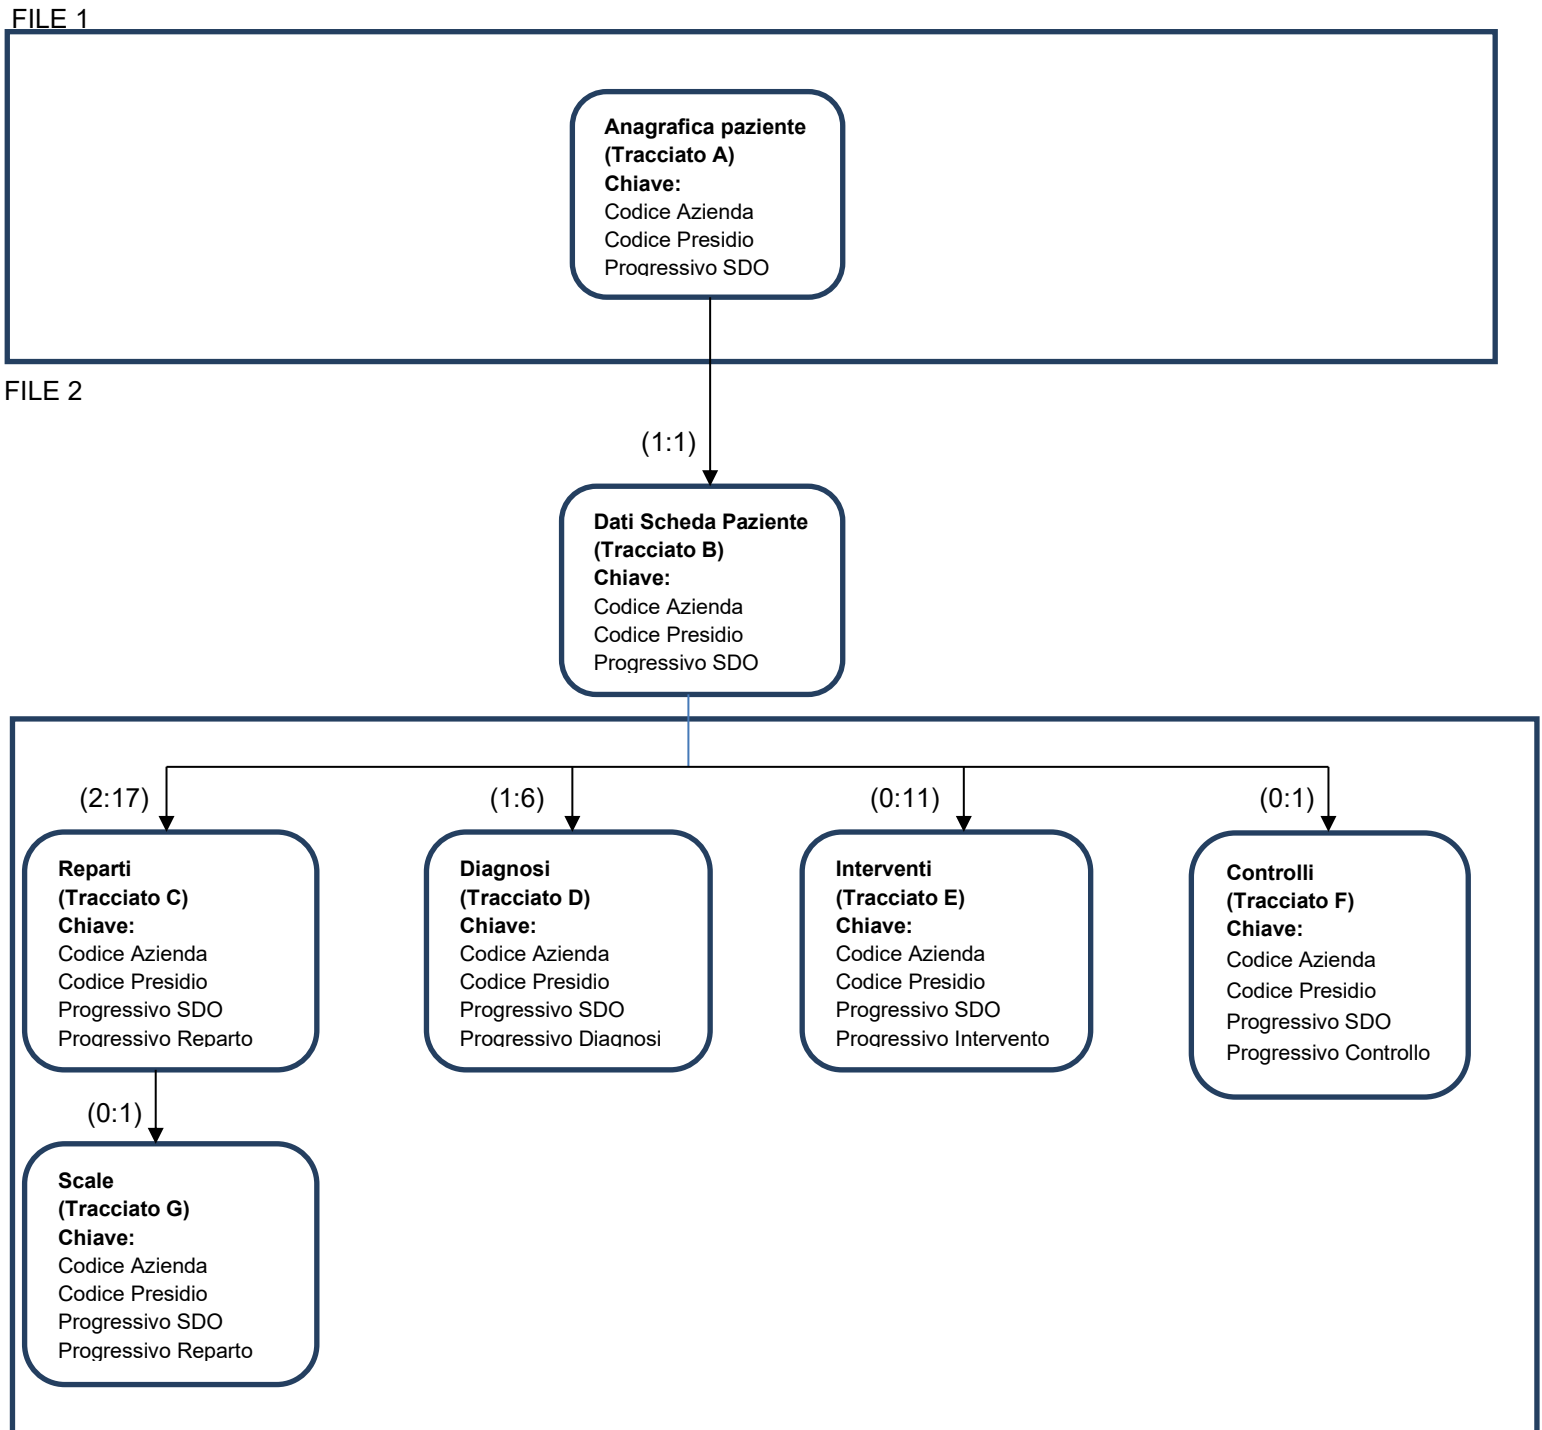 FILE 1
Anagrafica paziente
(Tracciato A)
Chiave:
Codice Azienda
Codice Presidio
Progressivo SDO
FILE 2
(1:1)
Dati Scheda Paziente
(Tracciato B)
Chiave:
Codice Azienda
Codice Presidio
Progressivo SDO
(2:17)
(1:6)
(0:11)
(0:1)
Reparti
(Tracciato C)
Chiave:
Codice Azienda
Codice Presidio
Progressivo SDO
Progressivo Reparto
Diagnosi
(Tracciato D)
Chiave:
Codice Azienda
Codice Presidio
Progressivo SDO
Progressivo Diagnosi
Interventi
(Tracciato E)
Chiave:
Codice Azienda
Codice Presidio
Progressivo SDO
Progressivo Intervento
Controlli
(Tracciato F)
Chiave:
Codice Azienda
Codice Presidio
Progressivo SDO
Progressivo Controllo
(0:1)
Scale
(Tracciato G)
Chiave:
Codice Azienda
Codice Presidio
Progressivo SDO
Progressivo Reparto